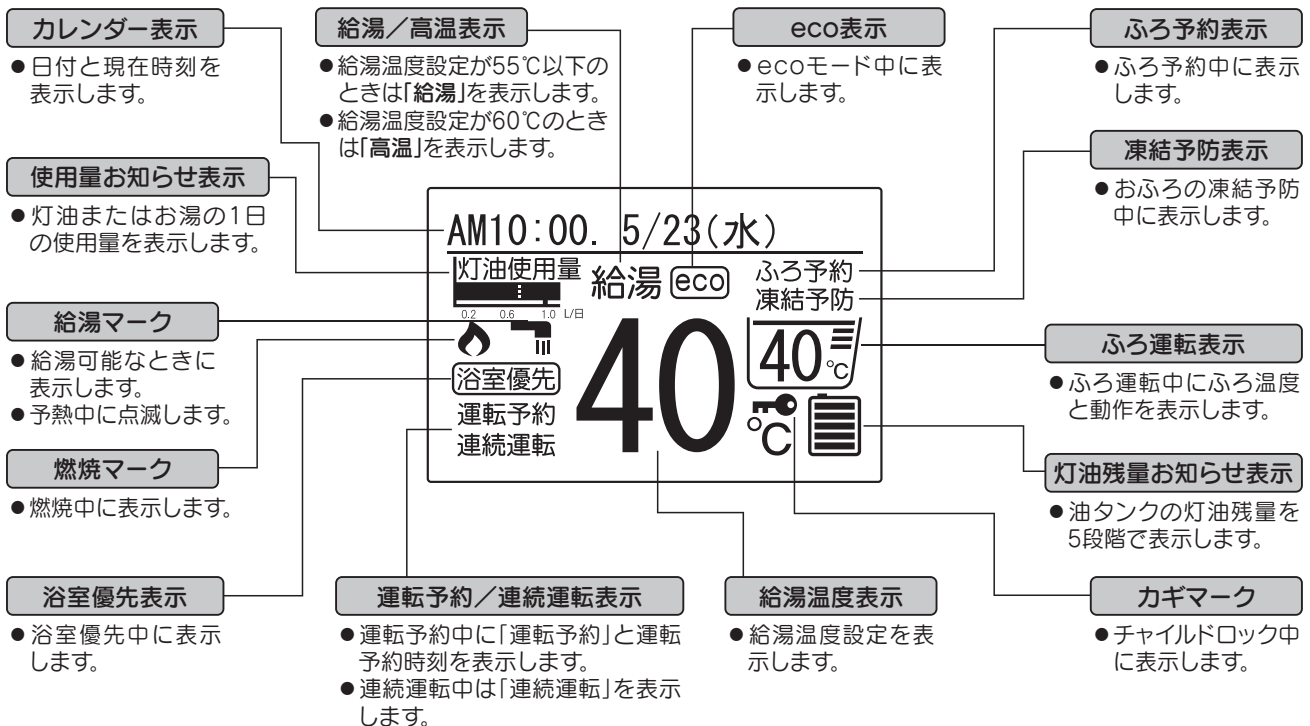 カレンダー表示
●日付と現在時刻を
表示します。
給湯／高温表示
●給湯温度設定が55℃以下の
ときは「給湯」を表示します。
●給湯温度設定が60℃のとき
は「高温」を表示します。
eco表示
●ecoモード中に表
示します。
ふろ予約表示
●ふろ予約中に表示
します。
凍結予防表示
●おふろの凍結予防
中に表示します。
使用量お知らせ表示
●灯油またはお湯の1日
の使用量を表示します。
給湯マーク
●給湯可能なときに
表示します。
●予熱中に点滅します。
燃焼マーク
●燃焼中に表示します。
AM10:00. 5/23(水)
灯油使用量
0.2 0.6 1.0 L/日
給湯 eco
ふろ予約
凍結予防
浴室優先
運転予約
連続運転
40
℃
40℃
ふろ運転表示
●ふろ運転中にふろ温度
と動作を表示します。
灯油残量お知らせ表示
●油タンクの灯油残量を
5段階で表示します。
浴室優先表示
●浴室優先中に表示
します。
運転予約／連続運転表示
●運転予約中に「運転予約」と運転
予約時刻を表示します。
●連続運転中は「連続運転」を表示
します。
給湯温度表示
●給湯温度設定を表
示します。
カギマーク
●チャイルドロック中
に表示します。